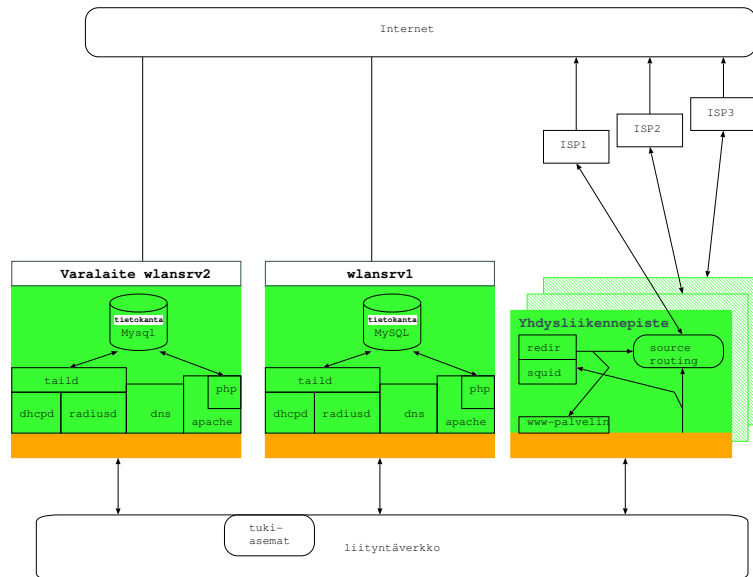 Internet
ISP1
ISP2
ISP3
Varalaite wlansrv2
tietokanta
Mysql
taild
dhcpd
radiusd
dns
php
apache
wlansrv1
tietokanta
MySQL
taild
dhcpd
radiusd
dns
php
apache
Yhdysliikennepiste
redir
squid
source
routing
www-palvelin
tuki-
asemat
liityntäverkko